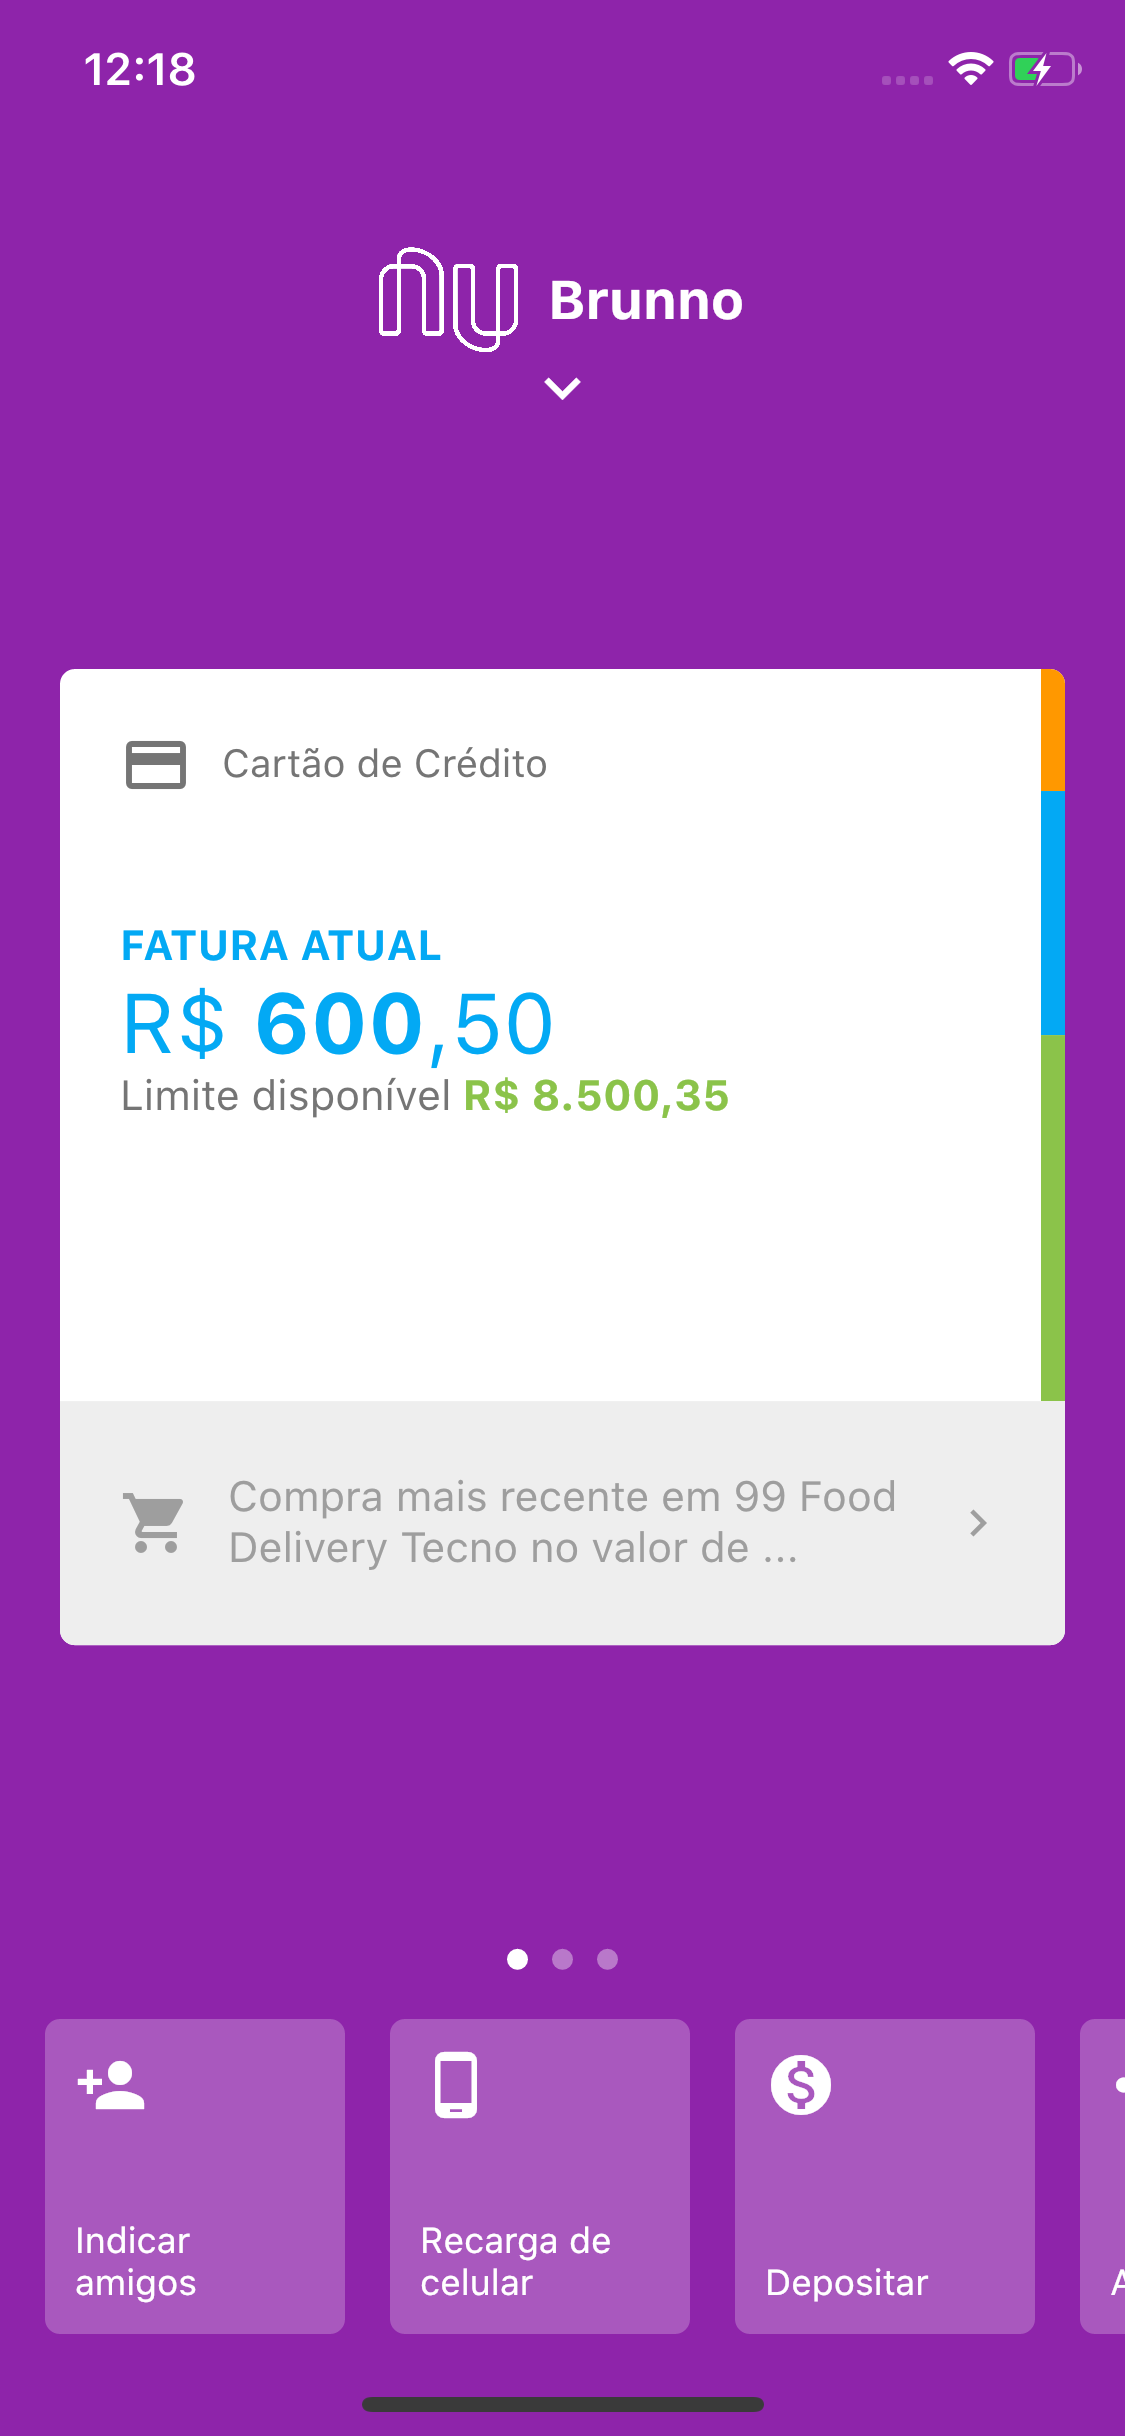 12:18
nu Brunno
Cartão de Crédito
FATURA ATUAL
R$ 600,50
Limite disponível R$ 8.500,35
Compra mais recente em 99 Food
Delivery Tecno no valor de ...
Indicar
amigos
Recarga de
celular
Depositar